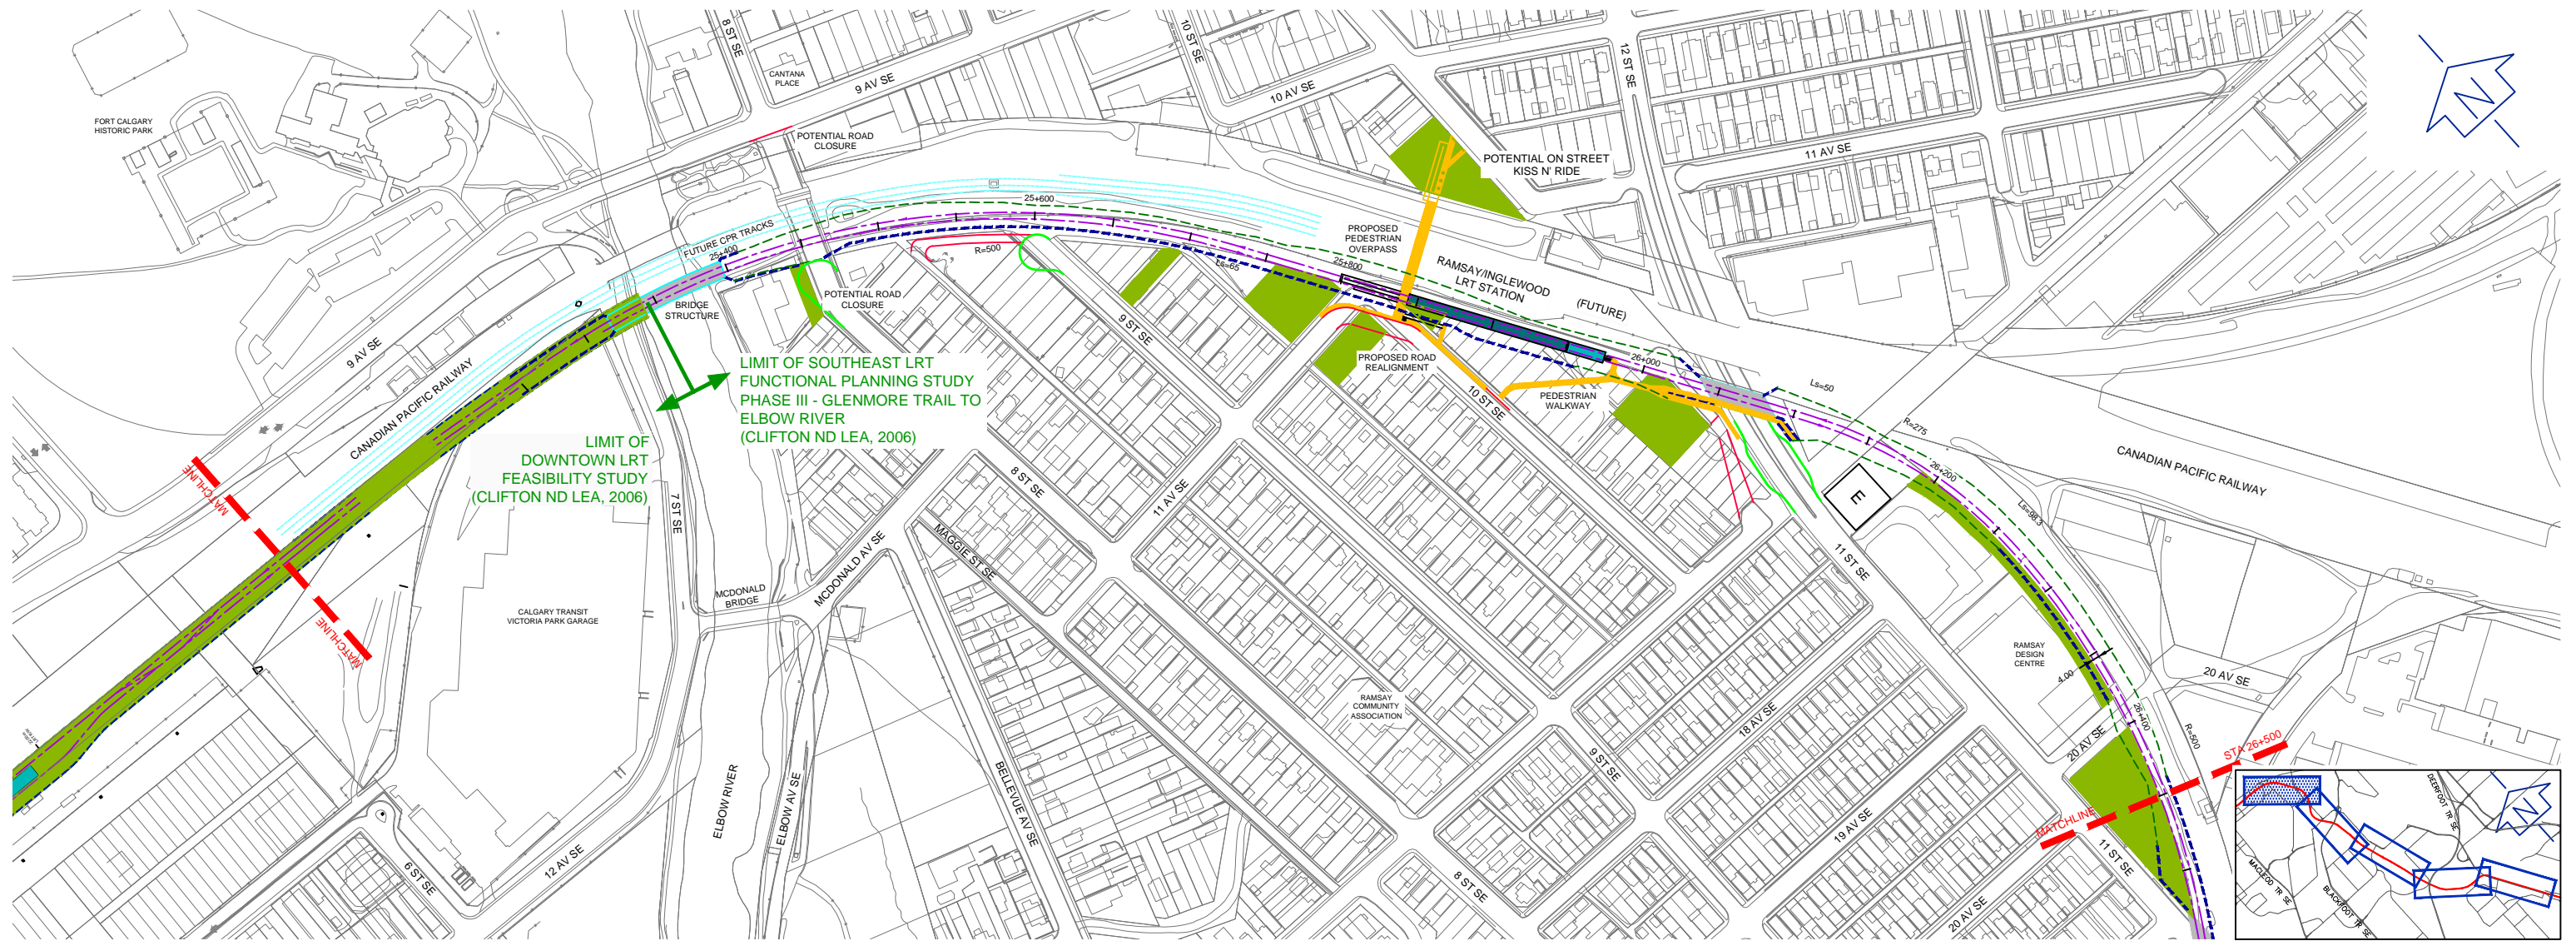 8 ST SE
10 ST SE
12 ST SE
CANTANA
PLACE
9 AV SE
10 AV SE
FORT CALGARY
HISTORIC PARK
POTENTIAL ROAD
CLOSURE
POTENTIAL ON STREET
KISS N' RIDE
11 AV SE
N
25+600
FUTURE CPR TRACKS
25+400
R=500
Ls=65
PROPOSED
PEDESTRIAN
OVERPASS
25+800
RAMSAY/INGLEWOOD
LRT STATION
(FUTURE)
BRIDGE
STRUCTURE
POTENTIAL ROAD
CLOSURE
9 ST SE
9 AV SE
CANADIAN PACIFIC RAILWAY
LIMIT OF SOUTHEAST LRT
FUNCTIONAL PLANNING STUDY
PHASE III - GLENMORE TRAIL TO
ELBOW RIVER
(CLIFTON ND LEA, 2006)
LIMIT OF
DOWNTOWN LRT
FEASIBILITY STUDY
(CLIFTON ND LEA, 2006)
PROPOSED ROAD
REALIGNMENT
26+000
10 ST SE
PEDESTRIAN
WALKWAY
Ls=50
R=275
26+200
CANADIAN PACIFIC RAILWAY
Ls=98.3
E
MATCHLINE
MATCHLINE
7 ST SE
8 ST SE
11 AV SE
MAGGIE ST SE
MCDONALD AV SE
MCDONALD
BRIDGE
11 ST SE
CALGARY TRANSIT
VICTORIA PARK GARAGE
RAMSAY
DESIGN
CENTRE
4.00
20 AV SE
26+400
R=500
RAMSAY
COMMUNITY
ASSOCIATION
18 AV SE
20 AV SE
STA 26+500
9 ST SE
BELLEVUE AV SE
ELBOW RIVER
ELBOW AV SE
19 AV SE
MATCHLINE
11 ST SE
12 AV SE
6 ST SE
8 ST SE
20 AV SE
DEERFOOT TR SE
N
MACLEOD TR SE
BLACKFOOT TR SE